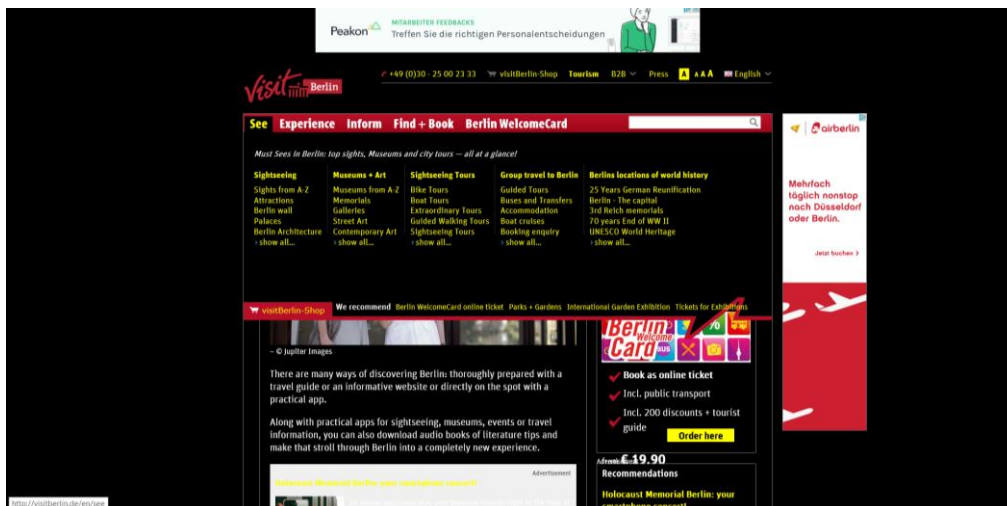 Peakon
MITARBEITER FEEDBACKS
Treffen Sie die richtigen Personalentscheidungen
+49 (0)30 - 25 00 23 33 visitBerlin-Shop Tourism B2B Press A A A A English
Visit Berlin
See Experience Inform Find + Book Berlin WelcomeCard
Must Sees in Berlin: top sights, Museums and city tours — all at a glance!
Sightseeing
Sights from A-Z
Attractions
Berlin wall
Palaces
Berlin Architecture
› show all...
Museums + Art
Museums from A-Z
Memorials
Galleries
Street Art
Contemporary Art
› show all...
Sightseeing Tours
Bike Tours
Boat Tours
Extraordinary Tours
Guided Walking Tours
Sightseeing Tours
› show all...
Group travel to Berlin
Guided Tours
Buses and Transfers
Accommodation
Boat cruises
Booking enquiry
› show all...
Berlins locations of world history
25 Years German Reunification
Berlin - The capital
3rd Reich memorials
70 years End of WW II
UNESCO World Heritage
› show all...
visitBerlin-Shop
We recommend Berlin WelcomeCard online ticket Parks + Gardens International Garden Exhibition Tickets for Exhibitions
– © Jupiter Images
There are many ways of discovering Berlin: thoroughly prepared with a
travel guide or an informative website or directly on the spot with a
practical app.
Along with practical apps for sightseeing, museums, events or travel
information, you can also download audio books of literature tips and
make that stroll through Berlin into a completely new experience.
Advertisement
Holocaust Memorial Berlin: your smartphone concert!
Berlin
Welcome
Card
Book as online ticket
Incl. public transport
Incl. 200 discounts + tourist
guide
Order here
from € 19.90
Recommendations
Holocaust Memorial Berlin: your
smartphone concert!
airberlin
Mehrfach
täglich nonstop
nach Düsseldorf
oder Berlin.
Jetzt buchen >
http://visitberlin.de/en/see